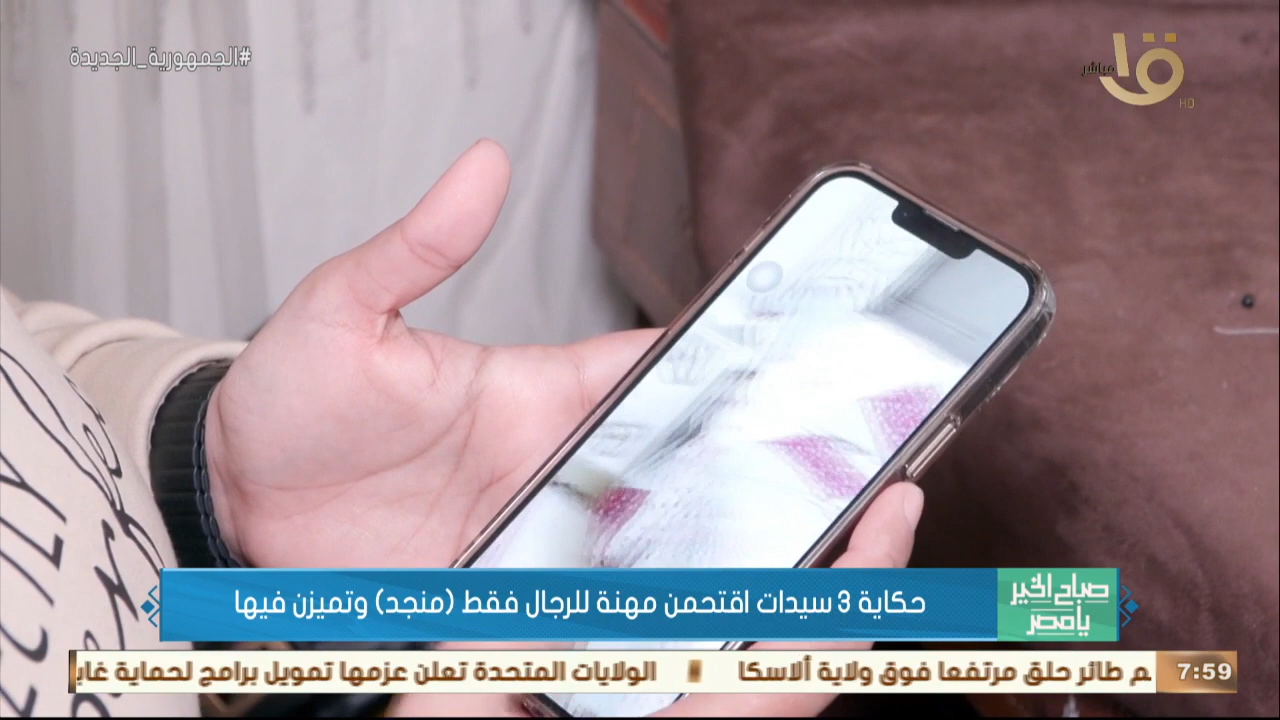 #الجمهورية_الجديدة
مباشر
HD
حكاية 3 سيدات اقتحمن مهنة للرجال فقط (منجد) وتميزن فيها
صباح الخير
يا مصر
طائر حلق مرتفعا فوق ولاية ألاسكا
الولايات المتحدة تعلن عزمها تمويل برامج لحماية
7:59